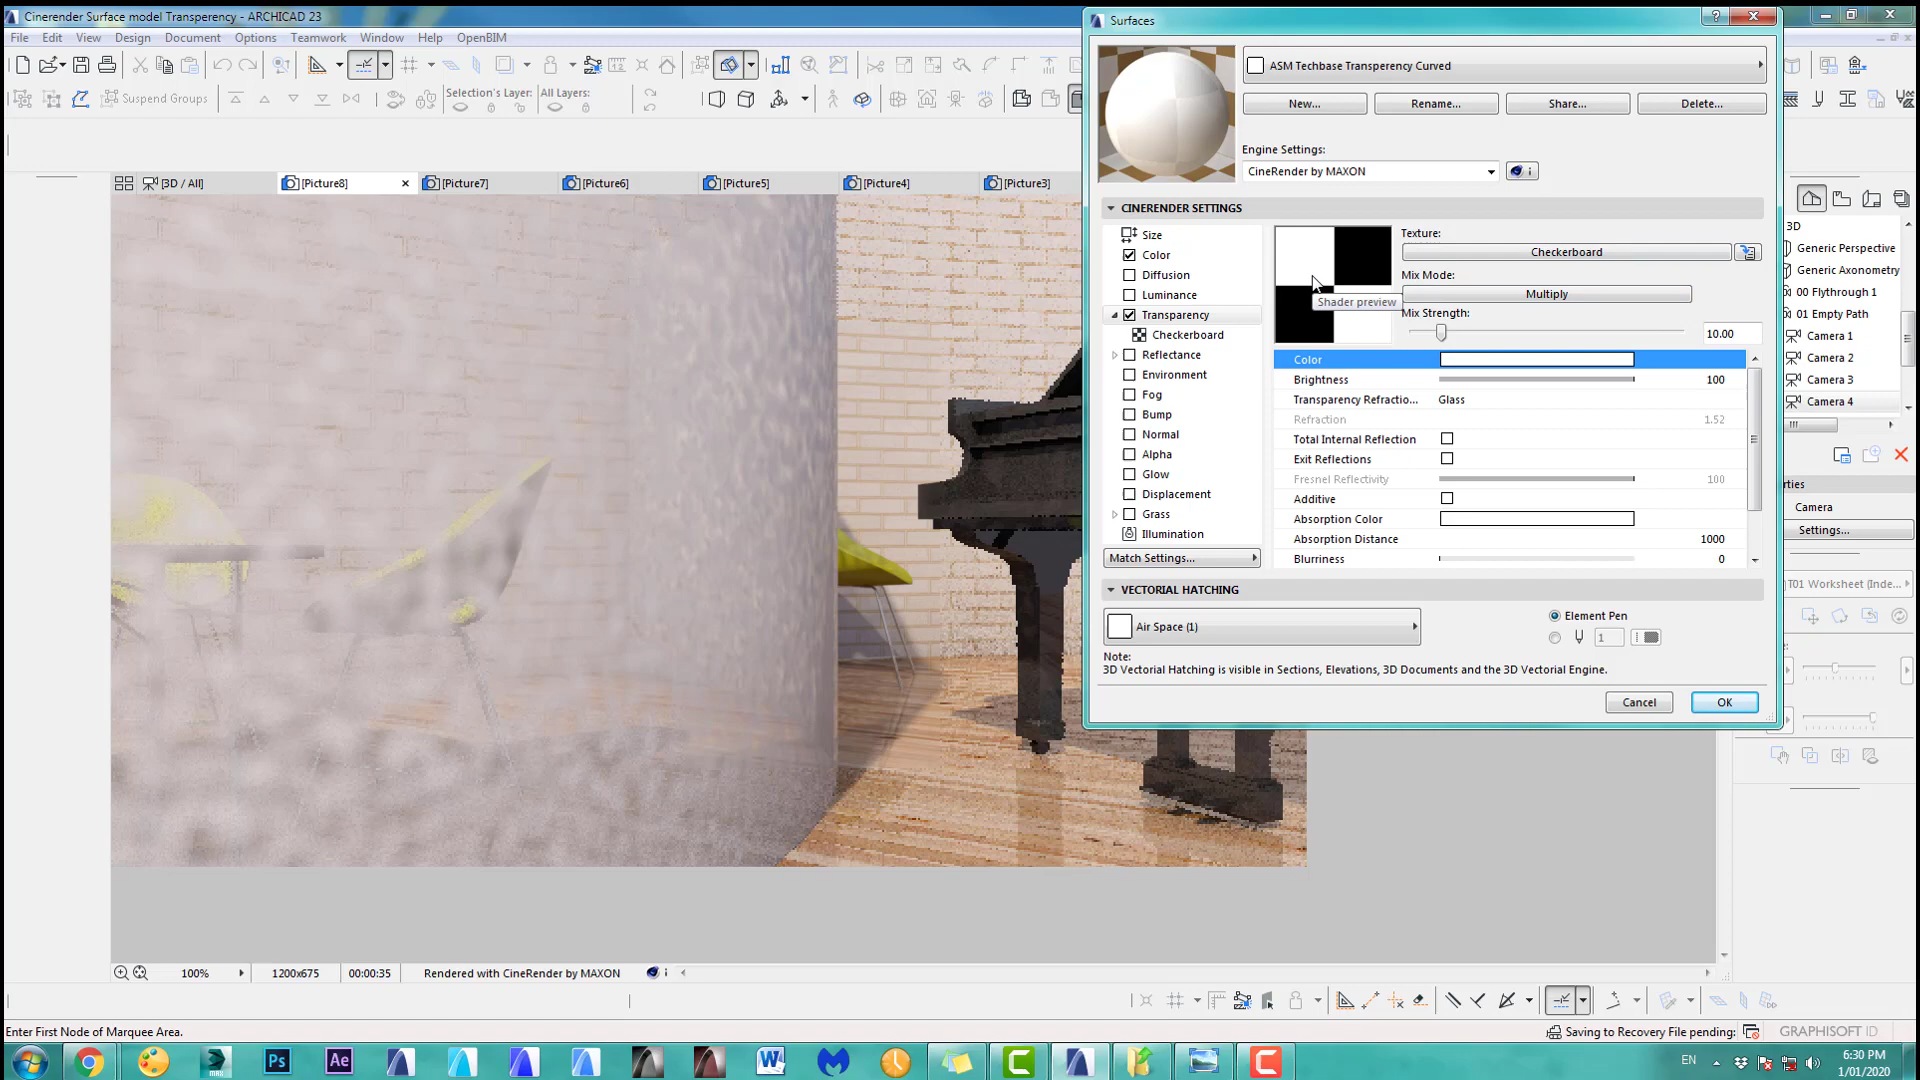 Cinerender Surface model Transperency - ARCHICAD 23
File Edit View Design Document Options Teamwork Window Help OpenBIM
Suspend Groups
Selection's Layer:
All Layers:
[3D / All]
[Picture8]
[Picture7]
[Picture6]
[Picture5]
[Picture4]
[Picture3]
Surfaces
ASM Techbase Transparency Curved
New... Rename... Share... Delete...
Engine Settings:
CineRender by MAXON
CINERENDER SETTINGS
Size
Color
Diffusion
Luminance
Transparency
Checkerboard
Reflectance
Environment
Fog
Bump
Normal
Alpha
Glow
Displacement
Grass
Illumination
Match Settings...
Texture:
Checkerboard
Mix Mode:
Multiply
Shader preview
Mix Strength:
10.00
Color
Brightness 100
Transparency Refractio... Glass
Refraction 1.52
Total Internal Reflection
Exit Reflections
Fresnel Reflectivity 100
Additive
Absorption Color
Absorption Distance 1000
Blurriness 0
VECTORIAL HATCHING
Air Space (1)
Element Pen
1
Note:
3D Vectorial Hatching is visible in Sections, Elevations, 3D Documents and the 3D Vectorial Engine.
Cancel OK
3D
Generic Perspective
Generic Axonometry
00 Flythrough 1
01 Empty Path
Camera 1
Camera 2
Camera 3
Camera 4
rties
Camera
Settings...
T01 Worksheet (Inde...
100% 1200x675 00:00:35 Rendered with CineRender by MAXON
Enter First Node of Marquee Area.
Saving to Recovery File pending:
GRAPHISOFT ID
MAX
Ps
Ae
EN
6:30 PM
1/01/2020